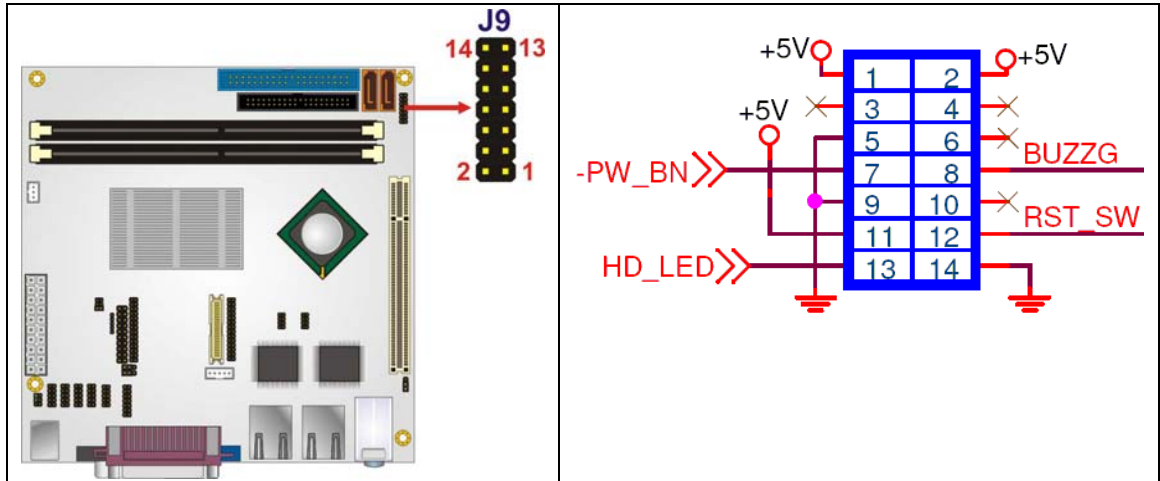 J9
14 13
2 1
+5V +5V
1 2
3 4
+5V
5 6
-PW_BN 7 8 BUZZG
9 10
11 12 RST_SW
HD_LED 13 14